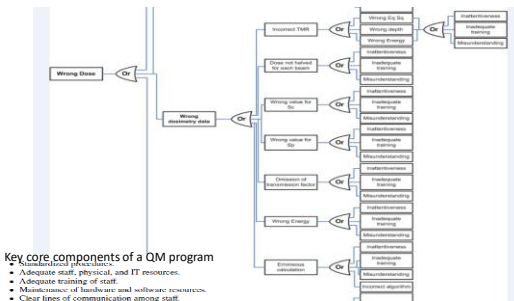 Wrong Dose
Or
Wrong
dosimetry data
Or
Incorrect TMR
Or
Wrong Eq Sq
Wrong depth
Wrong Energy
Or
Inattentiveness
Inadequate
training
Misunderstanding
Dose not halved
for each beam
Or
Inattentiveness
Inadequate
training
Misunderstanding
Wrong value for
Sc
Or
Inattentiveness
Inadequate
training
Misunderstanding
Wrong value for
Sp
Or
Inattentiveness
Inadequate
training
Misunderstanding
Omission of
transmission factor
Or
Inattentiveness
Inadequate
training
Misunderstanding
Wrong Energy
Or
Inattentiveness
Inadequate
training
Misunderstanding
Erroneous
calculation
Or
Inattentiveness
Inadequate
training
Misunderstanding
Incorrect algorithm
Key core components of a QM program
• Standardized procedures.
• Adequate staff, physical, and IT resources.
• Adequate training of staff.
• Maintenance of hardware and software resources.
• Clear lines of communication among staff.